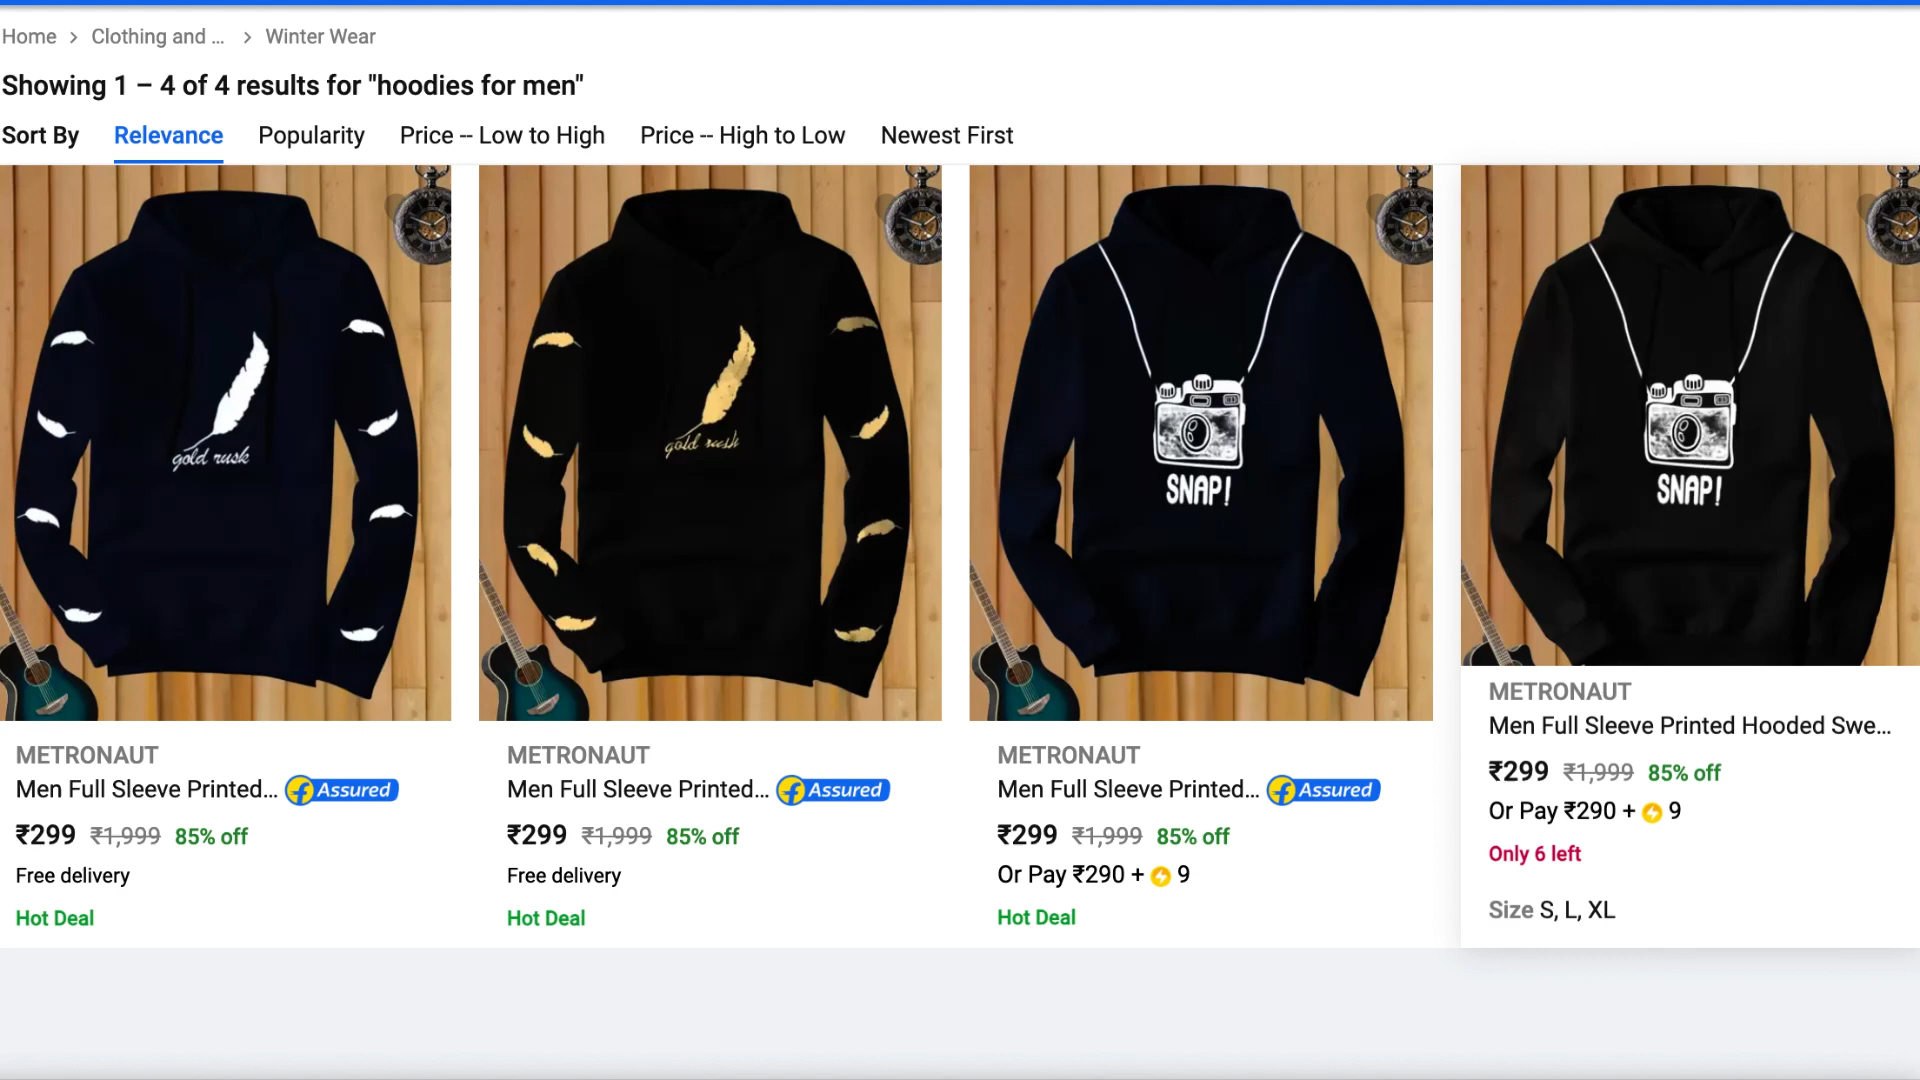 Home > Clothing and ... > Winter Wear
Showing 1 – 4 of 4 results for "hoodies for men"
Sort By Relevance Popularity Price -- Low to High Price -- High to Low Newest First
gold rusk
METRONAUT
Men Full Sleeve Printed... Assured
₹299 ₹1,999 85% off
Free delivery
Hot Deal
gold rush
METRONAUT
Men Full Sleeve Printed... Assured
₹299 ₹1,999 85% off
Free delivery
Hot Deal
SNAP!
METRONAUT
Men Full Sleeve Printed... Assured
₹299 ₹1,999 85% off
Or Pay ₹290 + 9
Hot Deal
SNAP!
METRONAUT
Men Full Sleeve Printed Hooded Swe...
₹299 ₹1,999 85% off
Or Pay ₹290 + 9
Only 6 left
Size S, L, XL